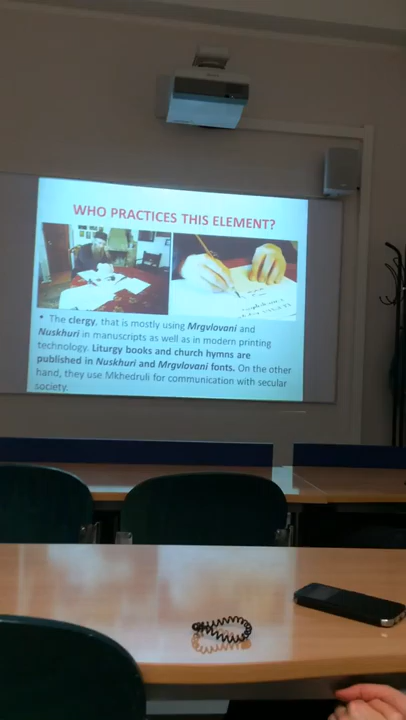 WHO PRACTICES THIS ELEMENT?
• The clergy, that is mostly using Mrgvlovani and
Nuskhuri in manuscripts as well as in modern printing
technology. Liturgy books and church hymns are
published in Nuskhuri and Mrgvlovani fonts. On the other
hand, they use Mkhedruli for communication with secular
society.